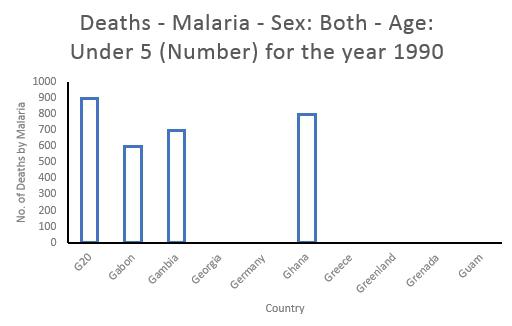 Deaths - Malaria - Sex: Both - Age:
Under 5 (Number) for the year 1990
1000
900
800
700
600
500
400
300
200
100
0
No. of Deaths by Malaria
G20
Gabon
Gambia
Georgia
Germany
Ghana
Greece
Greenland
Grenada
Guam
Country